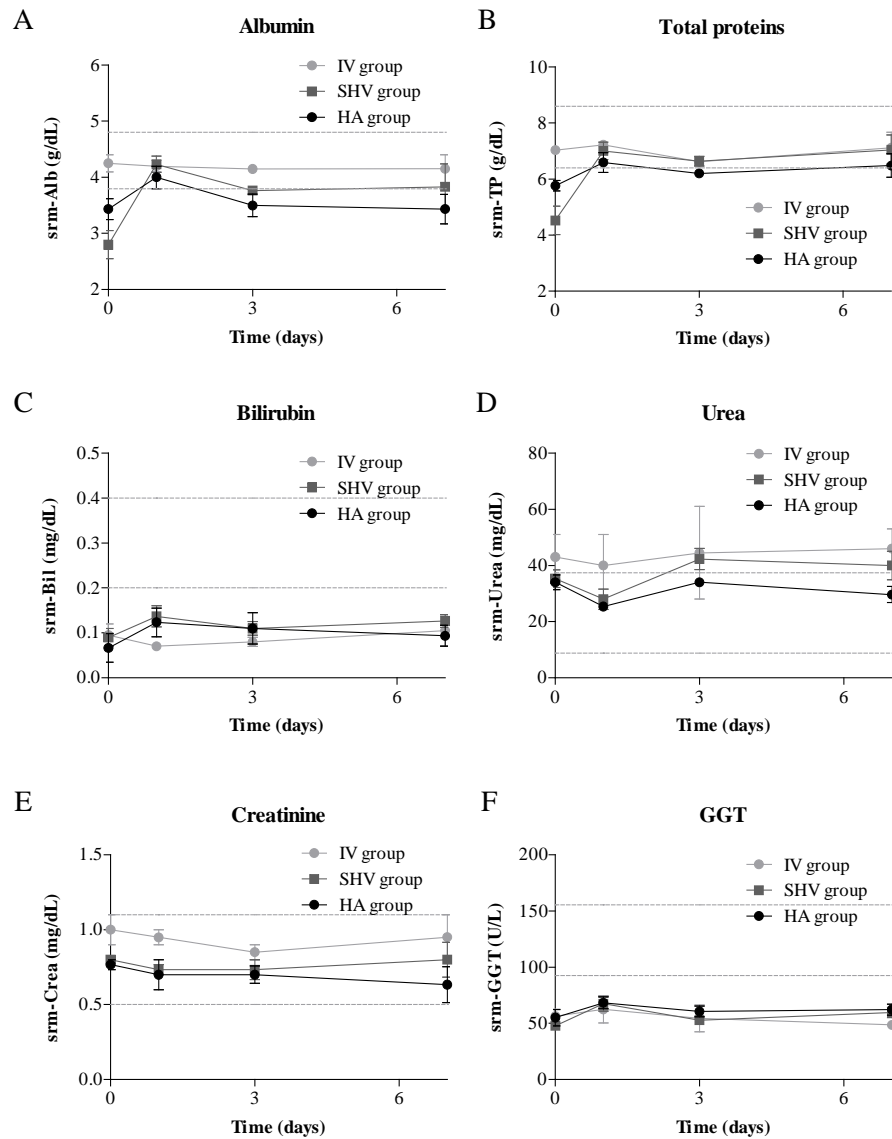 A
Albumin
IV group
SHV group
HA group
6
5
4
3
2
srm-Alb (g/dL)
0
3
6
Time (days)
B
Total proteins
10
8
6
4
2
srm-TP (g/dL)
IV group
SHV group
HA group
0
3
6
Time (days)
C
Bilirubin
0.5
0.4
0.3
0.2
0.1
0.0
srm-Bil (mg/dL)
IV group
SHV group
HA group
0
3
6
Time (days)
D
Urea
80
60
40
20
0
srm-Urea (mg/dL)
IV group
SHV group
HA group
0
3
6
Time (days)
E
Creatinine
1.5
1.0
0.5
0.0
srm-Crea (mg/dL)
IV group
SHV group
HA group
0
3
6
Time (days)
F
GGT
200
150
100
50
0
srm-GGT (U/L)
IV group
SHV group
HA group
0
3
6
Time (days)